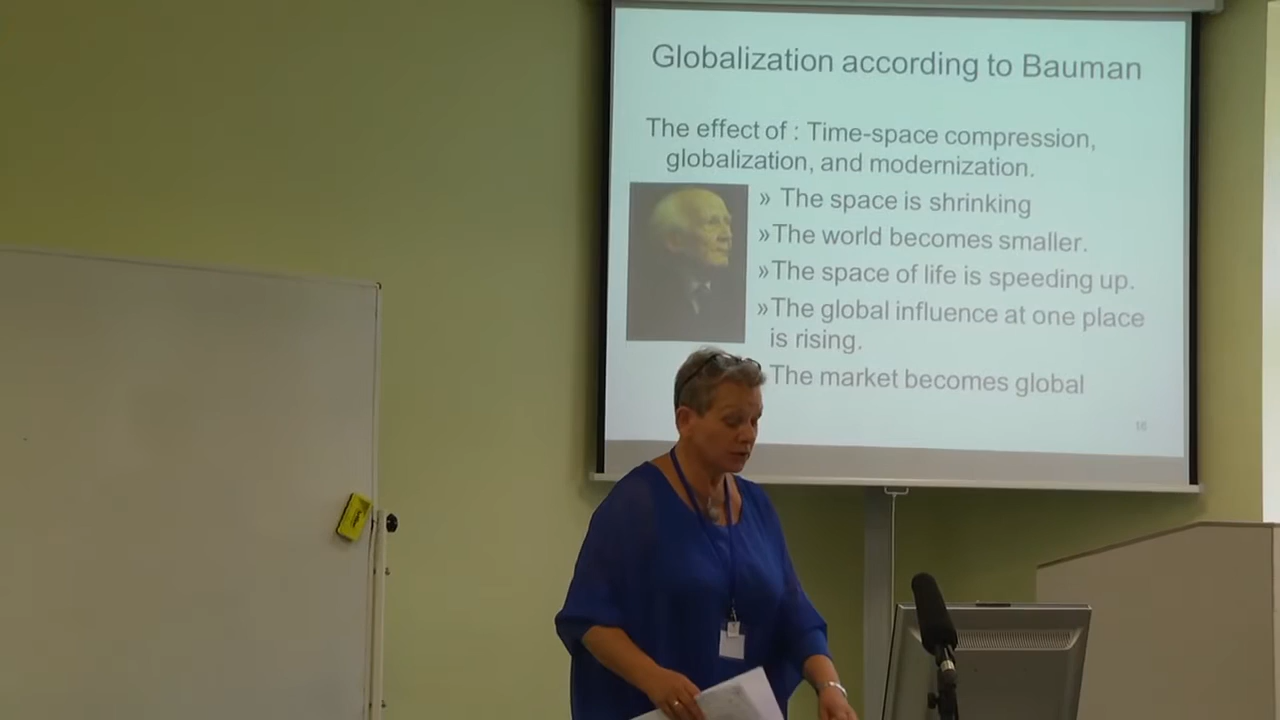 Globalization according to Bauman
The effect of : Time-space compression,
globalization, and modernization.
» The space is shrinking
»The world becomes smaller.
»The space of life is speeding up.
»The global influence at one place
is rising.
The market becomes global
16